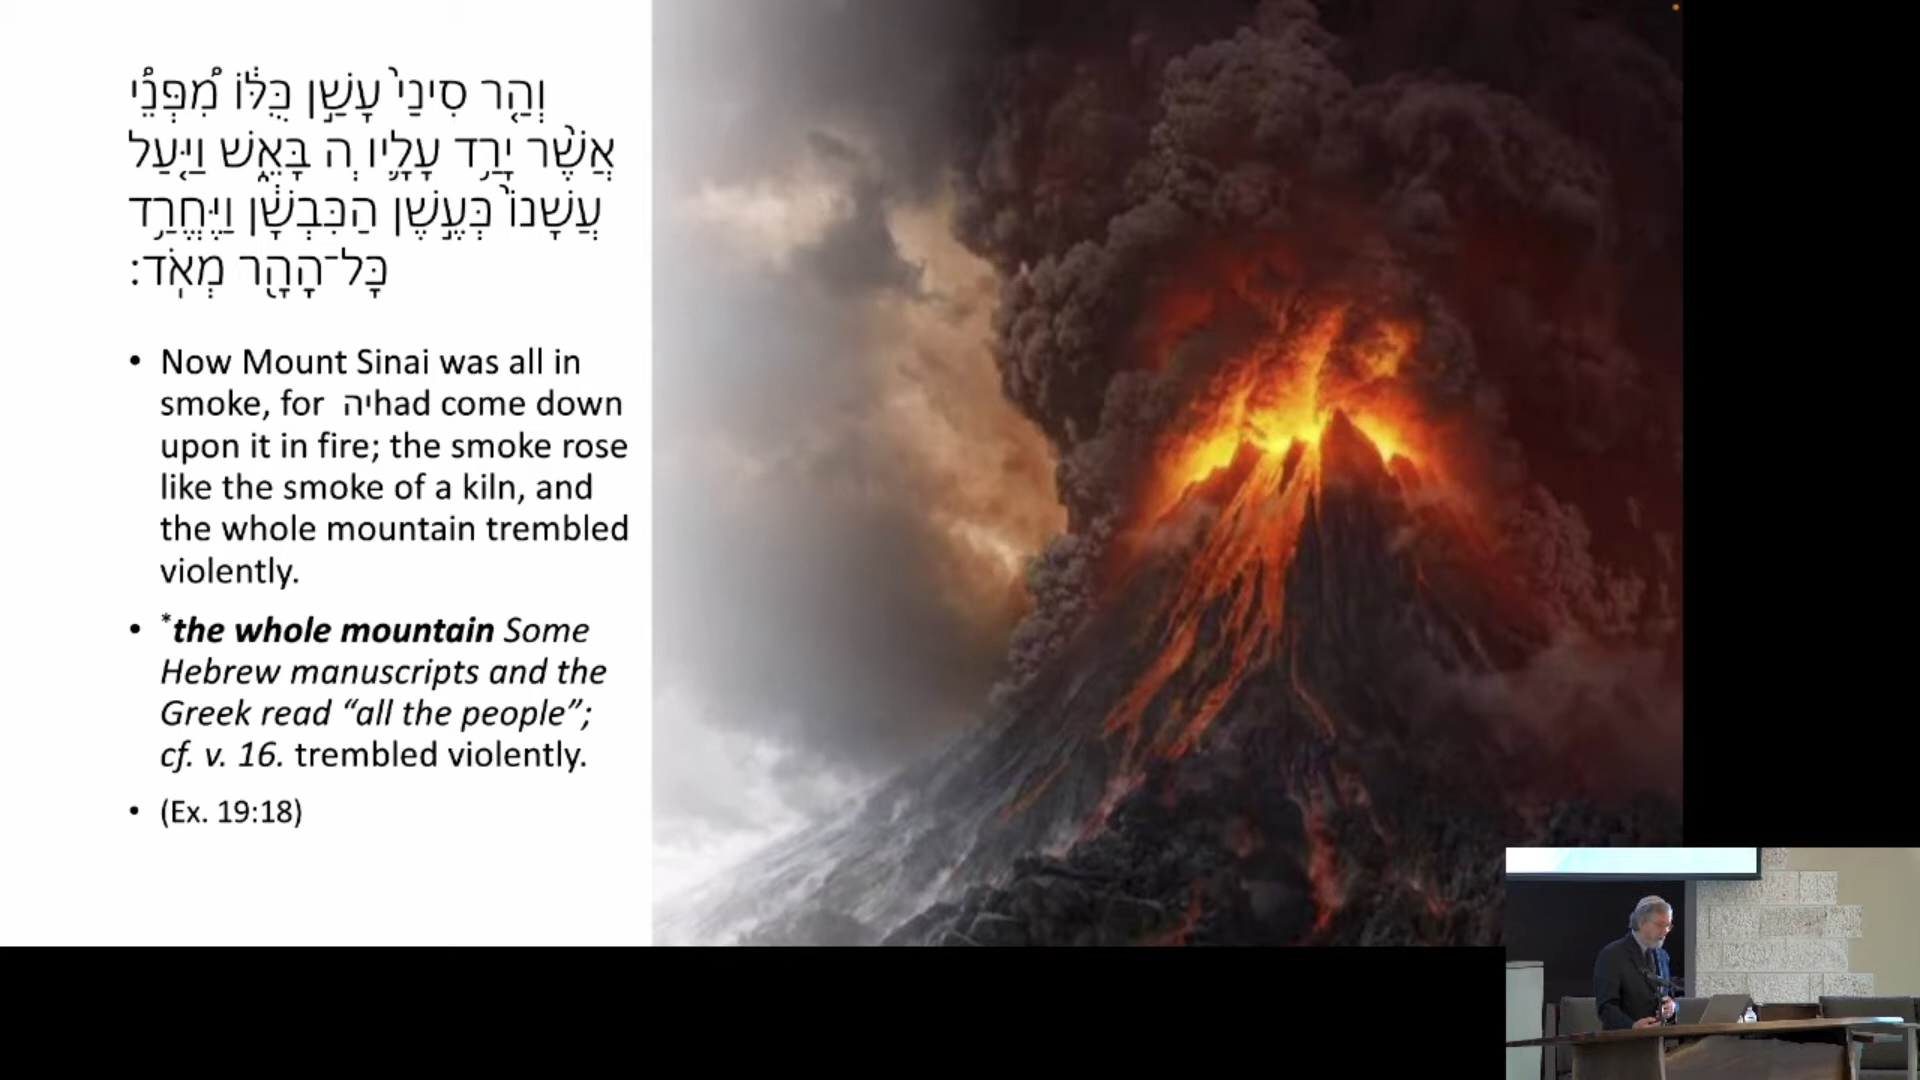 וְהַ֤ר סִינַי֙ עָשַׁ֣ן כֻּלּ֔וֹ מִ֠פְּנֵ֠י
אֲשֶׁ֨ר יָרַ֥ד עָלָ֛יו הְ בָּאֵ֑שׁ וַיַּ֤עַל
עֲשָׁנוֹ֙ כְּעֶ֣שֶׁן הַכִּבְשָׁ֔ן וַיֶּחֱרַ֥ד
כׇּל־הָהָ֖ר מְאֹֽד׃
• Now Mount Sinai was all in
smoke, for יה had come down
upon it in fire; the smoke rose
like the smoke of a kiln, and
the whole mountain trembled
violently.
• *the whole mountain Some
Hebrew manuscripts and the
Greek read “all the people”;
cf. v. 16. trembled violently.
• (Ex. 19:18)